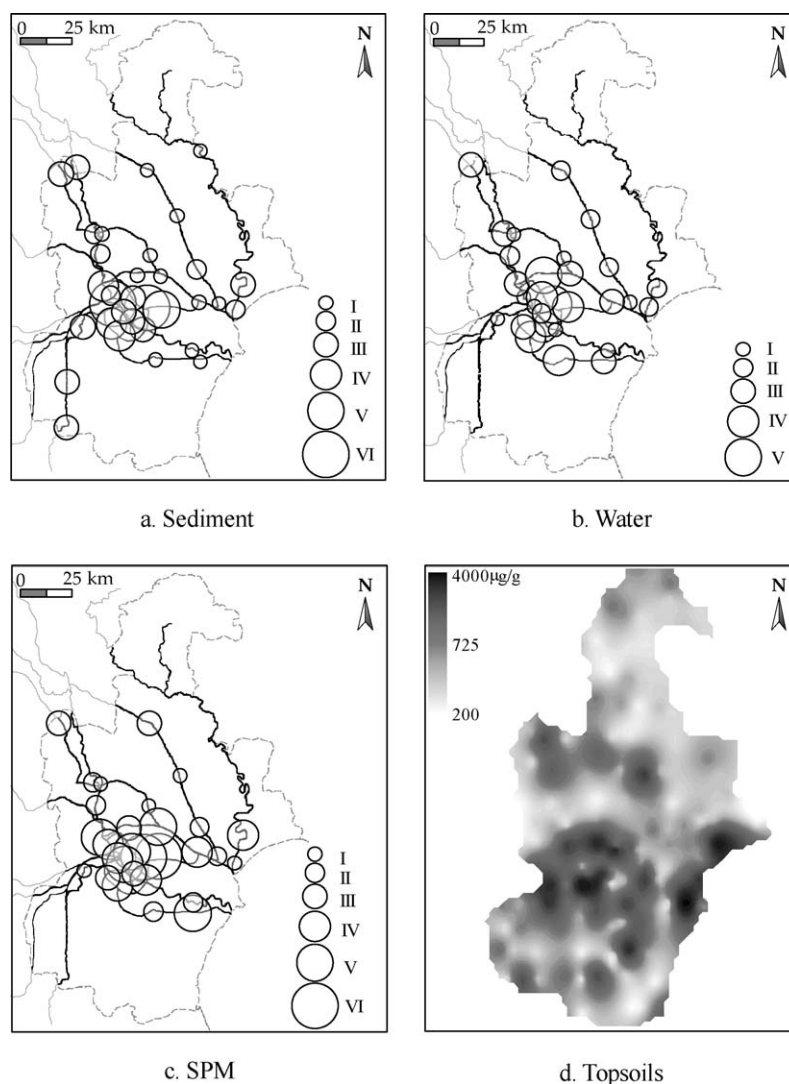 0 25 km
N
I
II
III
IV
V
VI
a. Sediment
0 25 km
N
I
II
III
IV
V
b. Water
0 25 km
N
I
II
III
IV
V
VI
c. SPM
4000μg/g
725
200
N
d. Topsoils